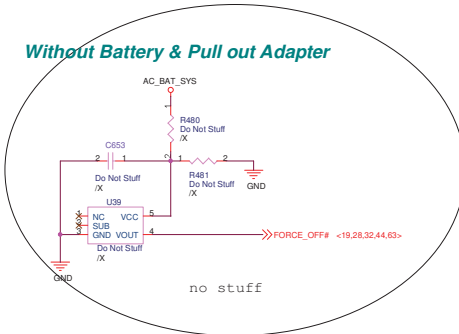 Without Battery & Pull out Adapter
AC_BAT_SYS
1
R480
Do Not Stuff
/X
2
C653
2 1
Do Not Stuff
/X
1 2
R481
Do Not Stuff
/X
GND
U39
1 NC VCC 5
2 SUB
3 GND VOUT 4
Do Not Stuff
/X
FORCE_OFF# <19,28,32,44,63>
GND
no stuff